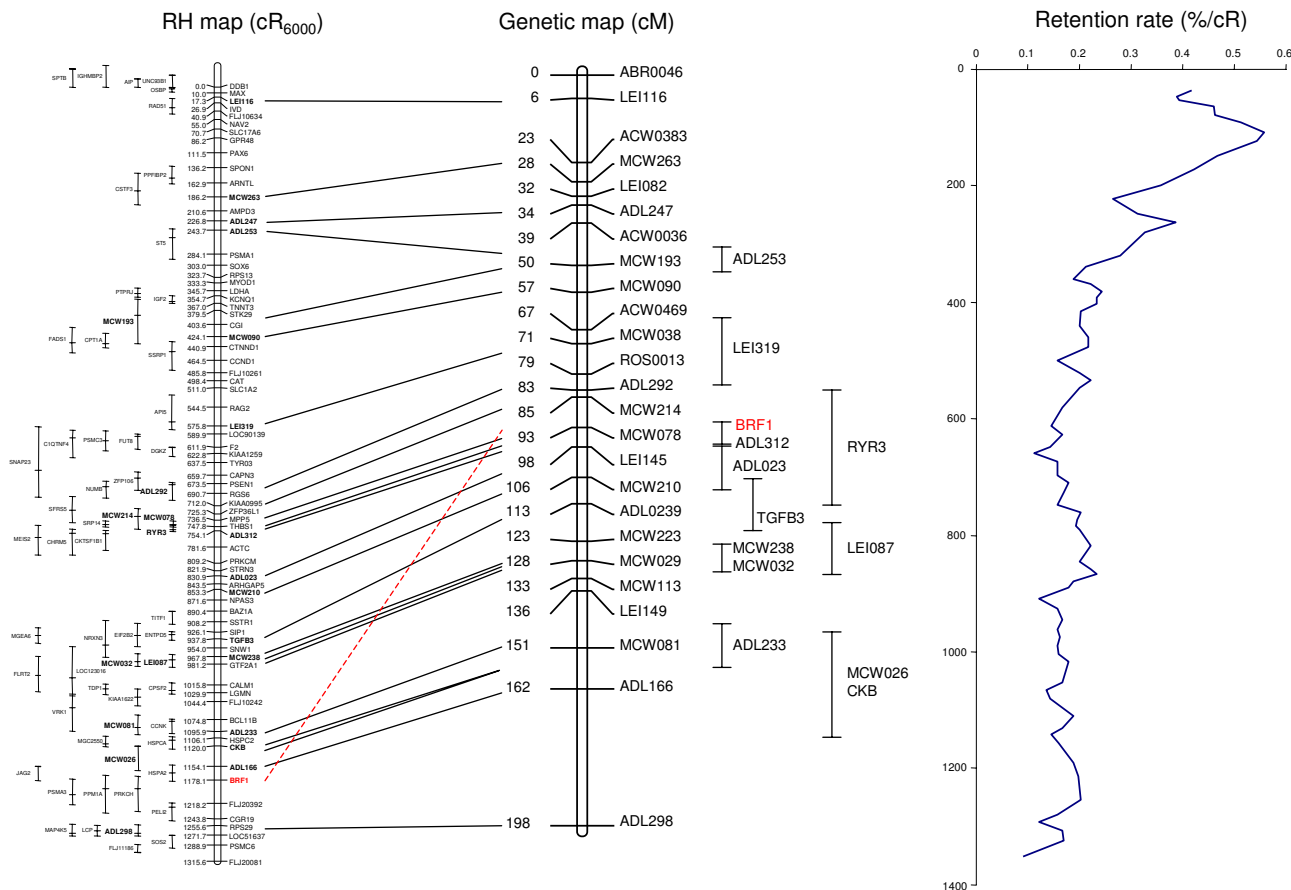 RH map (cR6000)
Genetic map (cM)
Retention rate (%/cR)
SPTB
IGHMBP2
AIP
UNC93B1
OSBP
RAD51
CSTF3
PPFIBP2
ST5
PTPRJ
IGF2
MCW193
FADS1
CPT1A
SSRP1
API5
C1QTNF4
PSMC3
FUT8
DGKZ
SNAP23
ZFP106
NUMB
ADL292
SFRS5
MCW214
MCW078
SRP14
RYR3
MEIS2
CHRM5
CKTSF1B1
TITF1
MGEA6
NRXN3
EIF2B2
ENTPD5
FLRT2
LOC123016
MCW032
LEI087
TDP1
KIAA1622
CPSF2
VRK1
MCW081
CCNK
MGC2550
HSPCA
MCW026
JAG2
HSPA2
PSMA3
PPM1A
PRKCH
PELI2
MAP4K5
LCP
ADL298
SOS2
FLJ11186
0.0 DDB1
10.0 MAX
17.3 LEI116
26.9 IVD
40.9 FLJ10634
55.0 NAV2
70.7 SLC17A6
86.2 GPR48
111.5 PAX6
136.2 SPON1
162.9 ARNTL
186.2 MCW263
210.6 AMPD3
226.8 ADL247
243.7 ADL253
284.1 PSMA1
303.0 SOX6
323.7 RPS13
333.3 MYOD1
345.7 LDHA
354.7 KCNQ1
367.0 TNNT3
379.5 STK29
403.6 CGI
424.1 MCW090
440.9 CTNND1
464.5 CCND1
485.8 FLJ10261
498.4 CAT
511.0 SLC1A2
544.5 RAG2
575.8 LEI319
589.9 LOC90139
611.9 F2
622.8 KIAA1259
637.5 TYR03
659.7 CAPN3
673.5 PSEN1
690.7 RGS6
712.0 KIAA0995
725.3 ZFP36L1
736.5 MPP5
747.8 THBS1
754.1 ADL312
781.6 ACTC
809.2 PRKCM
821.9 STRN3
830.9 ADL023
843.5 ARHGAP5
853.3 MCW210
871.6 NPAS3
890.4 BAZ1A
908.2 SSTR1
926.1 SIP1
937.8 TGFB3
954.0 SNW1
967.8 MCW238
981.2 GTF2A1
1015.8 CALM1
1029.9 LGMN
1044.4 FLJ10242
1074.8 BCL11B
1095.9 ADL233
1106.1 HSPC2
1120.0 CKB
1154.1 ADL166
1178.1 BRF1
1218.2 FLJ20392
1243.8 CGR19
1255.6 RPS29
1271.7 LOC51637
1288.9 PSMC6
1315.6 FLJ20081
0 ABR0046
6 LEI116
23 ACW0383
28 MCW263
32 LEI082
34 ADL247
39 ACW0036
50 MCW193
57 MCW090
67 ACW0469
71 MCW038
79 ROS0013
83 ADL292
85 MCW214
93 MCW078
98 LEI145
106 MCW210
113 ADL0239
123 MCW223
128 MCW029
133 MCW113
136 LEI149
151 MCW081
162 ADL166
198 ADL298
ADL253
LEI319
BRF1
ADL312
ADL023
TGFB3
RYR3
MCW238
MCW032
LEI087
ADL233
MCW026
CKB
0 0.1 0.2 0.3 0.4 0.5 0.6
0
200
400
600
800
1000
1200
1400